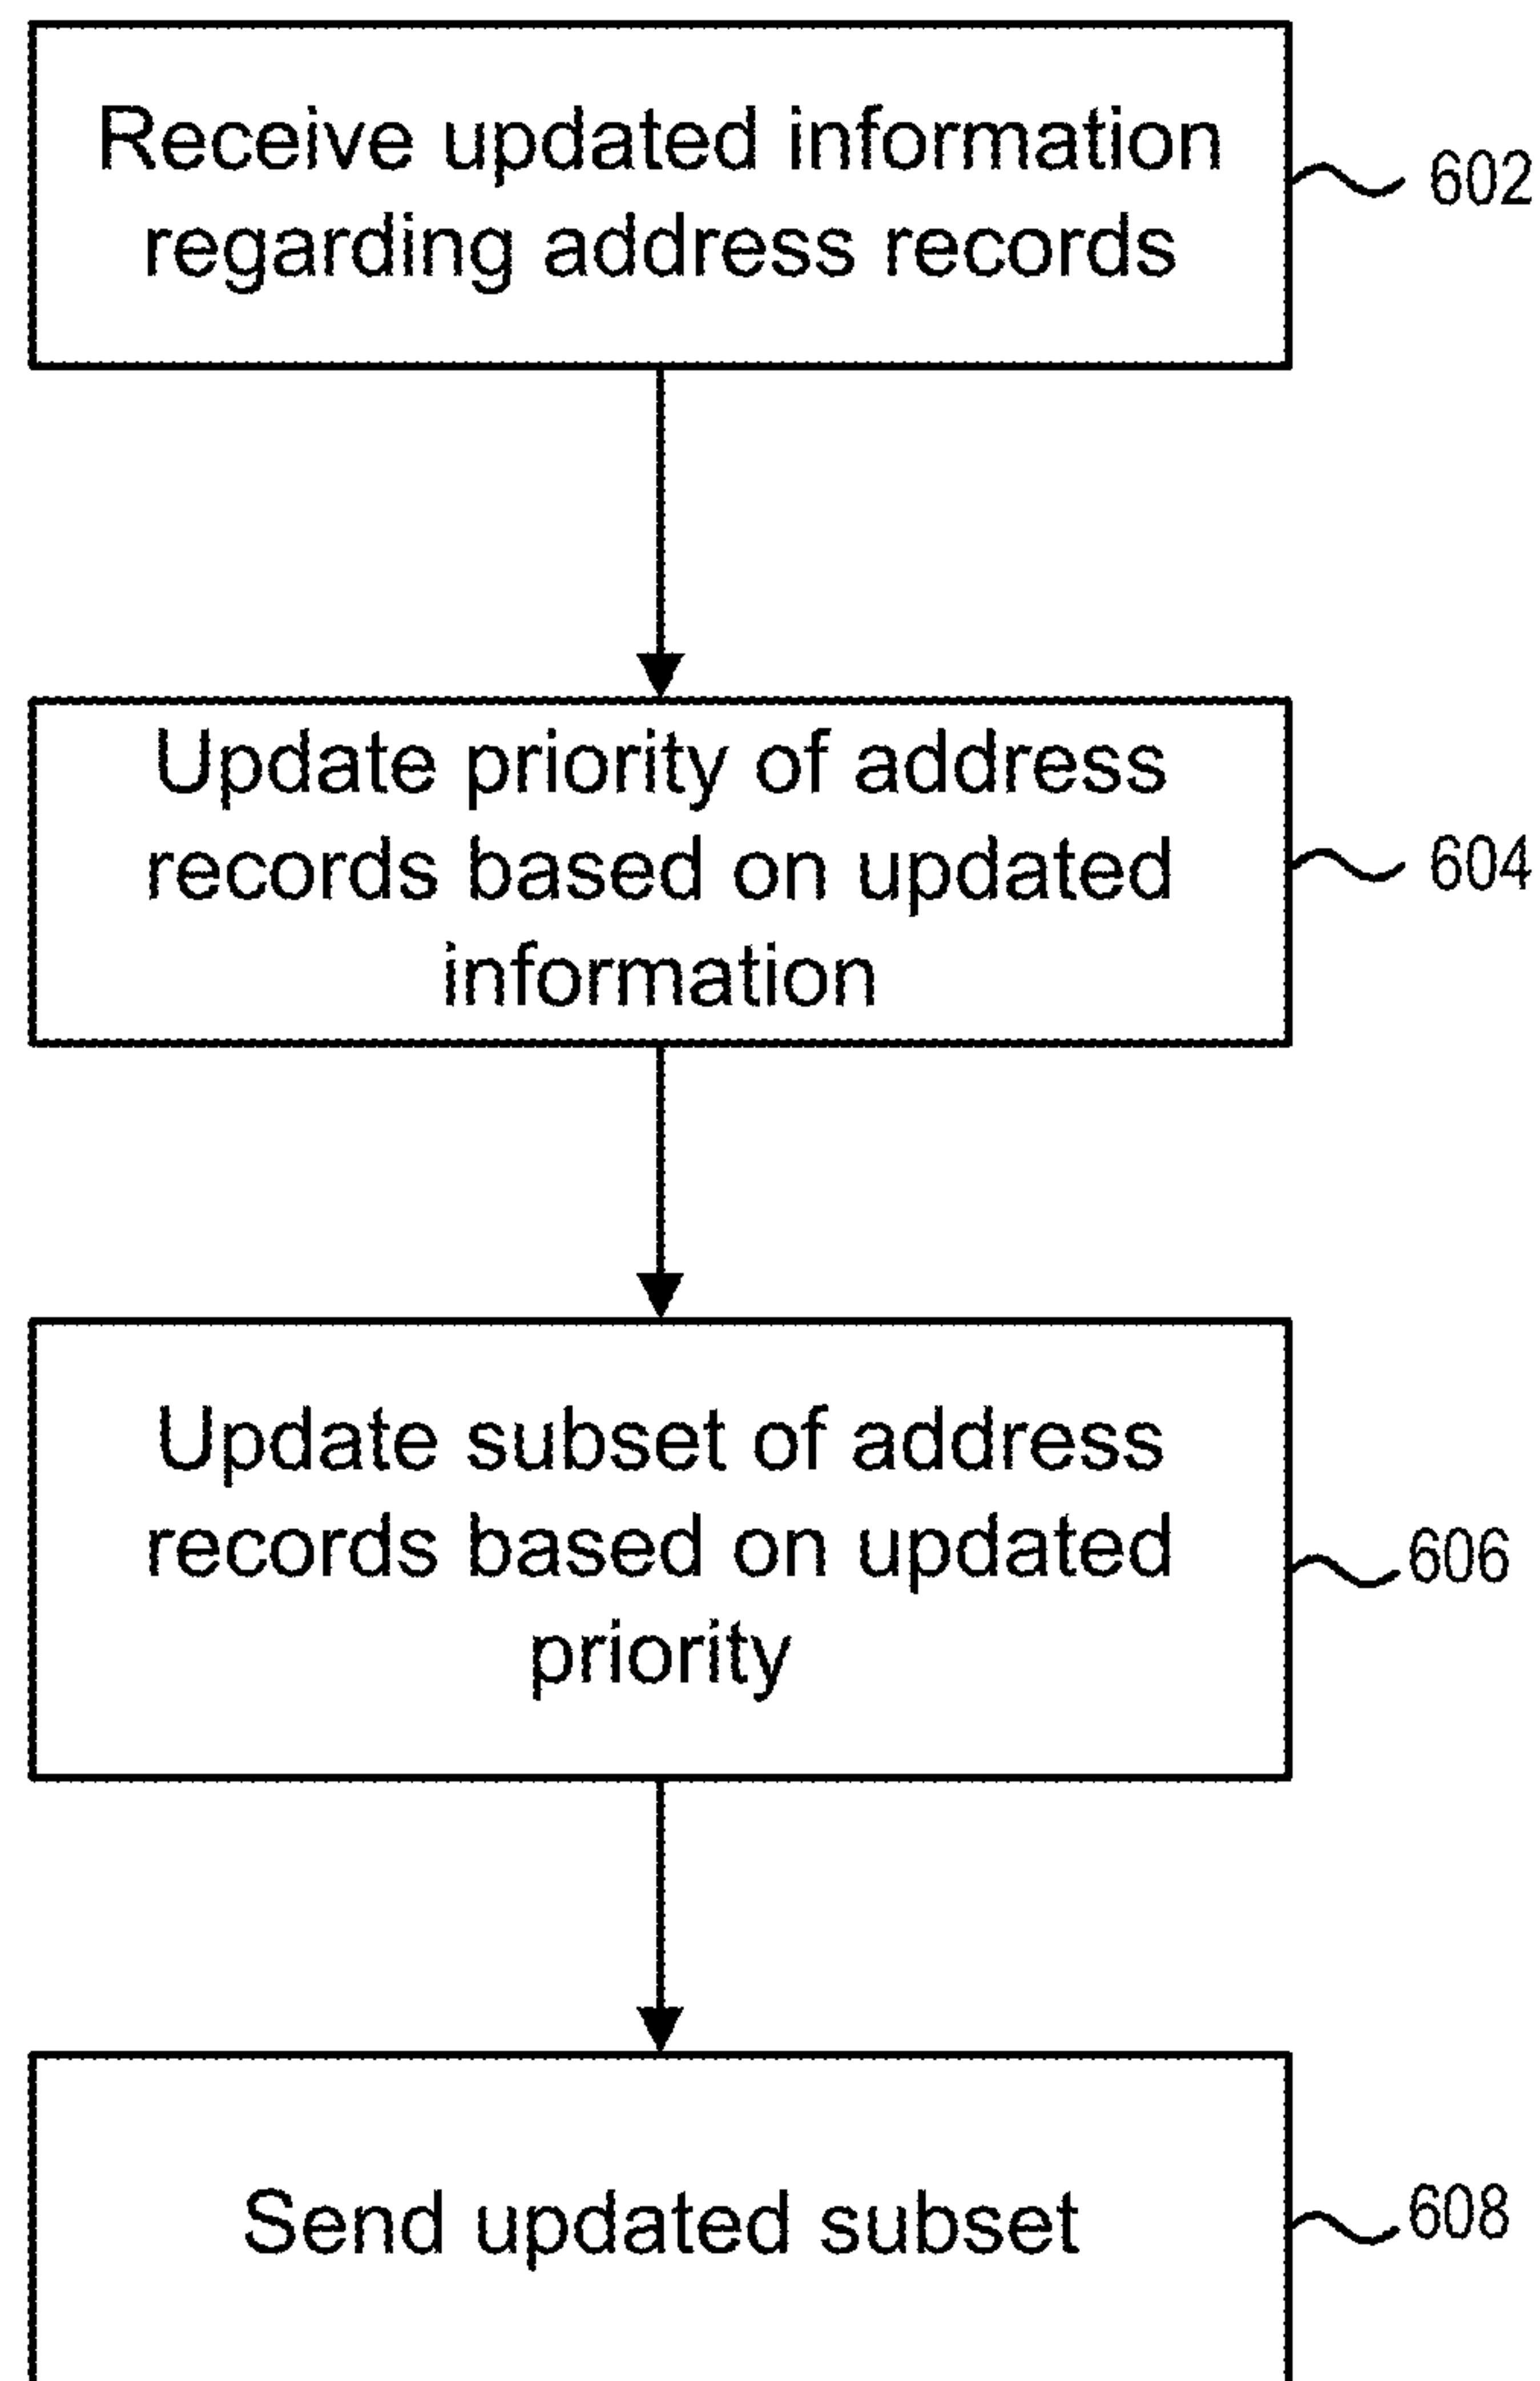 Receive updated information
regarding address records
602
Update priority of address
records based on updated
information
604
Update subset of address
records based on updated
priority
606
Send updated subset
608